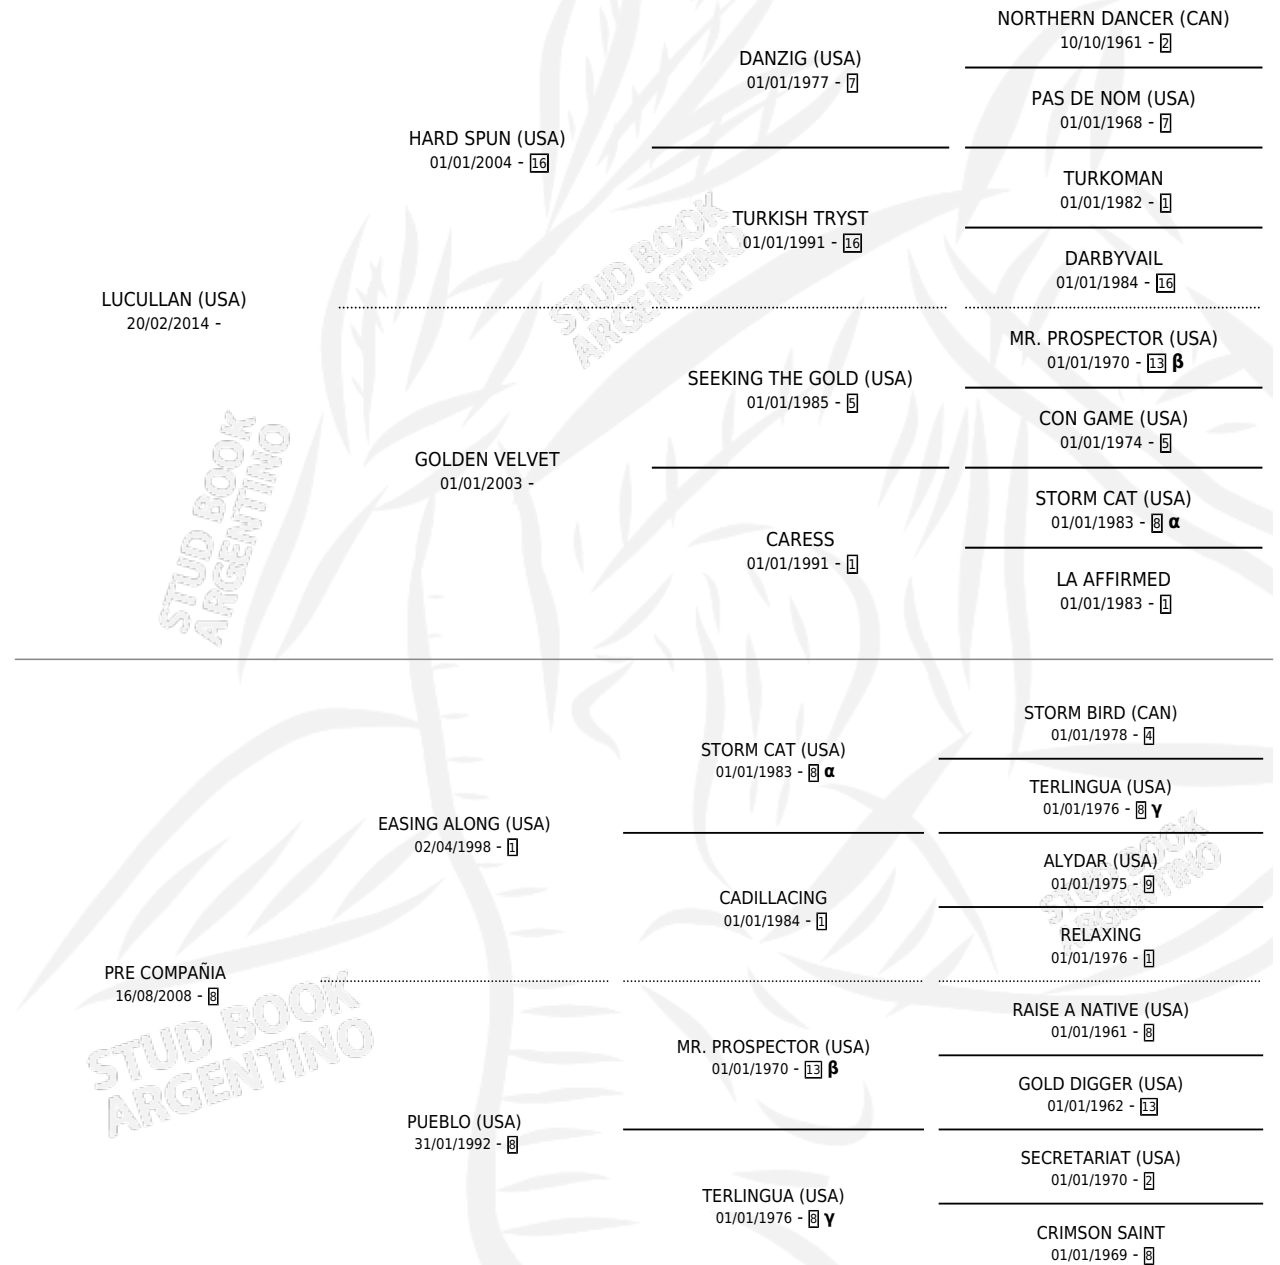 NORTHERN DANCER (CAN)
10/10/1961 - 2
DANZIG (USA)
01/01/1977 - 7
PAS DE NOM (USA)
01/01/1968 - 7
HARD SPUN (USA)
01/01/2004 - 16
TURKOMAN
01/01/1982 - 1
TURKISH TRYST
01/01/1991 - 16
DARBYVAIL
01/01/1984 - 16
LUCULLAN (USA)
20/02/2014 -
MR. PROSPECTOR (USA)
01/01/1970 - 13 β
SEEKING THE GOLD (USA)
01/01/1985 - 5
CON GAME (USA)
01/01/1974 - 5
GOLDEN VELVET
01/01/2003 -
STORM CAT (USA)
01/01/1983 - 8 α
CARESS
01/01/1991 - 1
LA AFFIRMED
01/01/1983 - 1
STORM BIRD (CAN)
01/01/1978 - 4
STORM CAT (USA)
01/01/1983 - 8 α
TERLINGUA (USA)
01/01/1976 - 8 γ
EASING ALONG (USA)
02/04/1998 - 1
ALYDAR (USA)
01/01/1975 - 9
CADILLACING
01/01/1984 - 1
RELAXING
01/01/1976 - 1
PRE COMPAÑIA
16/08/2008 - 8
RAISE A NATIVE (USA)
01/01/1961 - 8
MR. PROSPECTOR (USA)
01/01/1970 - 13 β
GOLD DIGGER (USA)
01/01/1962 - 13
PUEBLO (USA)
31/01/1992 - 8
SECRETARIAT (USA)
01/01/1970 - 2
TERLINGUA (USA)
01/01/1976 - 8 γ
CRIMSON SAINT
01/01/1969 - 8
STUD BOOK
ARGENTINO
STUD BOOK
ARGENTINO
STUD BOOK
ARGENTINO
STUD BOOK
ARGENTINO